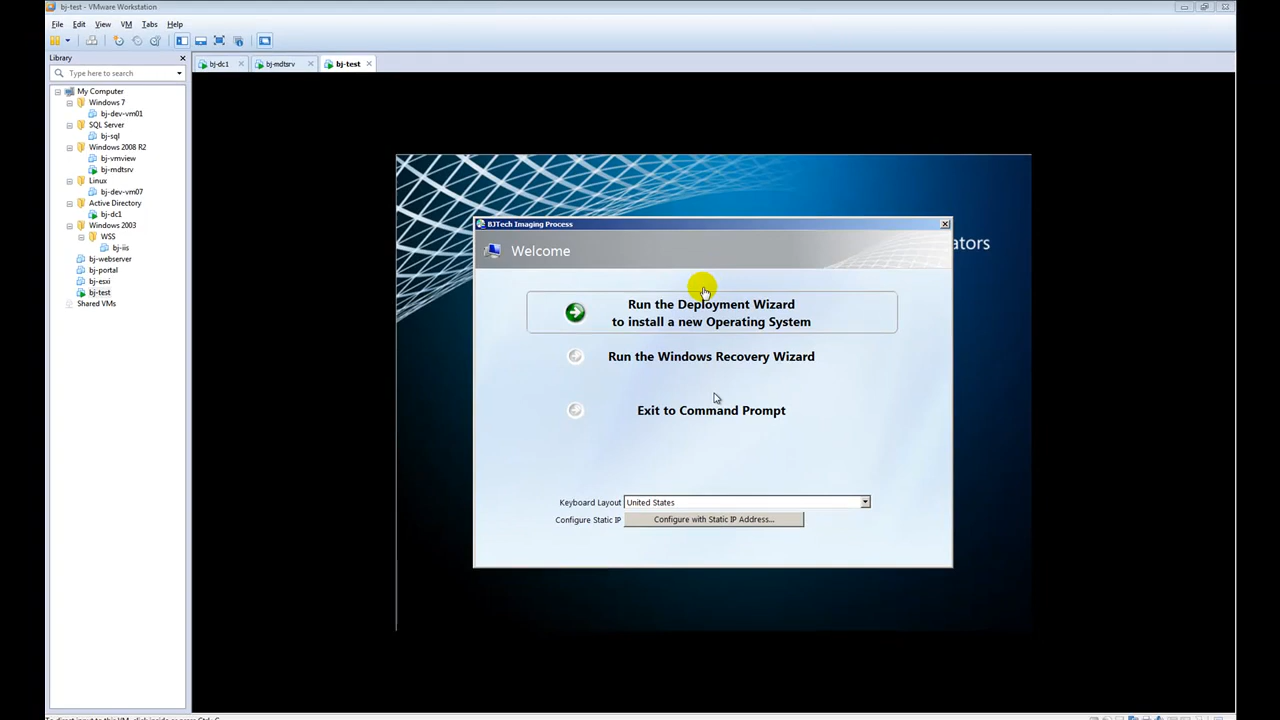 bj-test - VMware Workstation
File Edit View VM Tabs Help
Library
Type here to search
My Computer
Windows 7
bj-dev-vm01
SQL Server
bj-sql
Windows 2008 R2
bj-vmview
bj-mdtsrv
Linux
bj-dev-vm07
Active Directory
bj-dc1
Windows 2003
WSS
bj-iis
bj-webserver
bj-portal
bj-esxi
bj-test
Shared VMs
bj-dc1 bj-mdtsrv bj-test
ators
BJTech Imaging Process
Welcome
Run the Deployment Wizard
to install a new Operating System
Run the Windows Recovery Wizard
Exit to Command Prompt
Keyboard Layout United States
Configure Static IP Configure with Static IP Address...